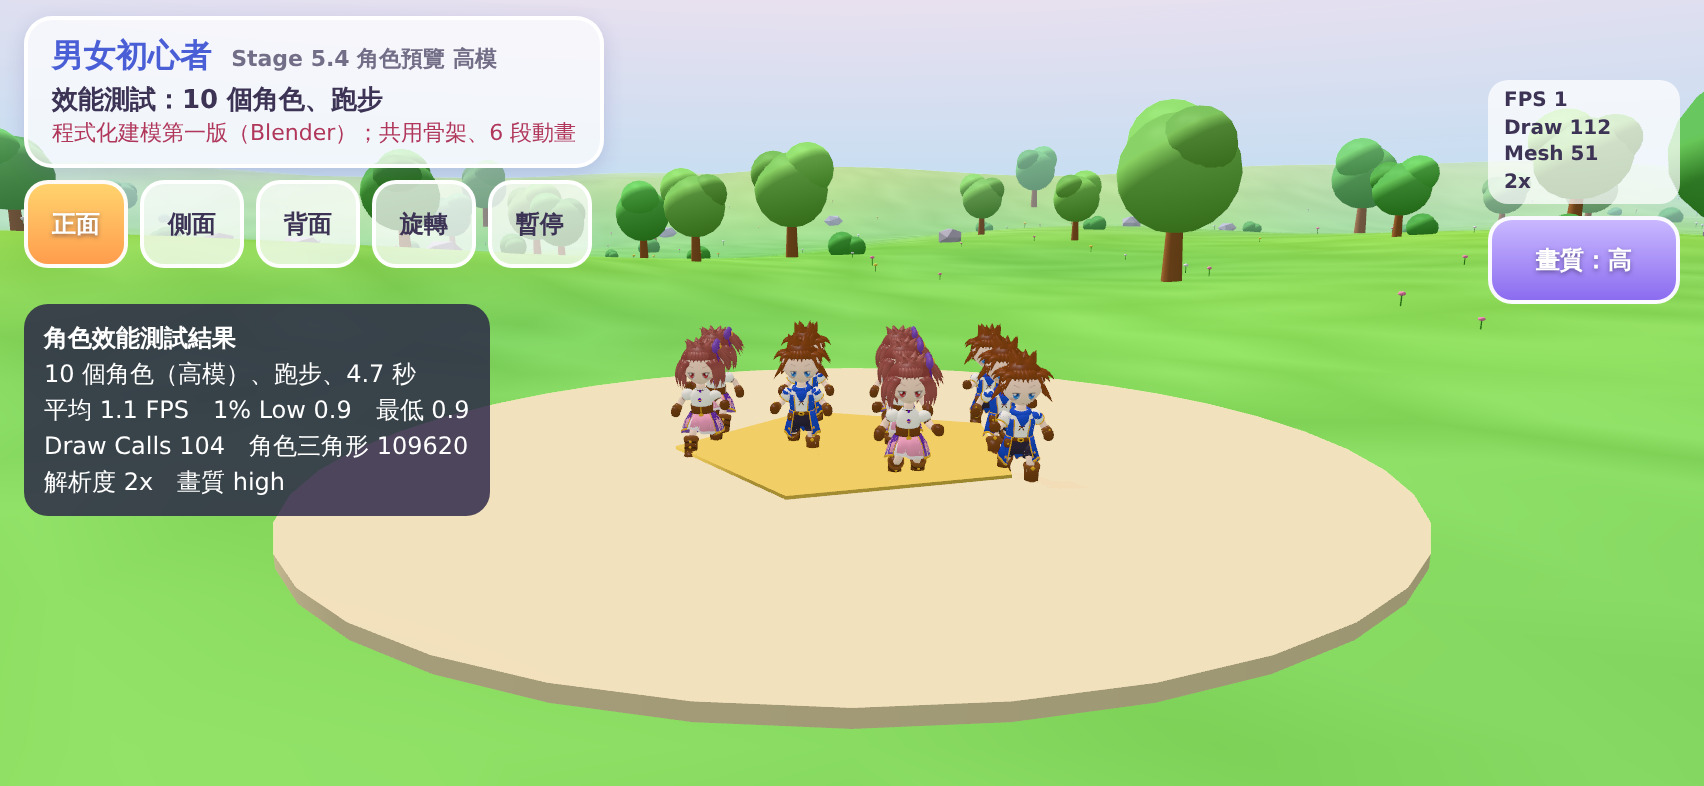 男女初心者 Stage 5.4 角色預覽 高模
效能測試：10 個角色、跑步
程式化建模第一版（Blender）；共用骨架、6 段動畫
正面 側面 背面 旋轉 暫停
FPS 1
Draw 112
Mesh 51
2x
畫質：高
角色效能測試結果
10 個角色（高模）、跑步、4.7 秒
平均 1.1 FPS 1% Low 0.9 最低 0.9
Draw Calls 104 角色三角形 109620
解析度 2x 畫質 high